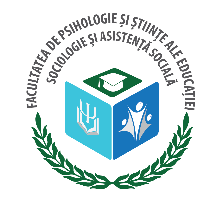 FACULTATEA DE PSIHOLOGIE ȘI ȘTIINȚE ALE EDUCAȚIEI
SOCIOLOGIE ȘI ASISTENȚĂ SOCIALĂ